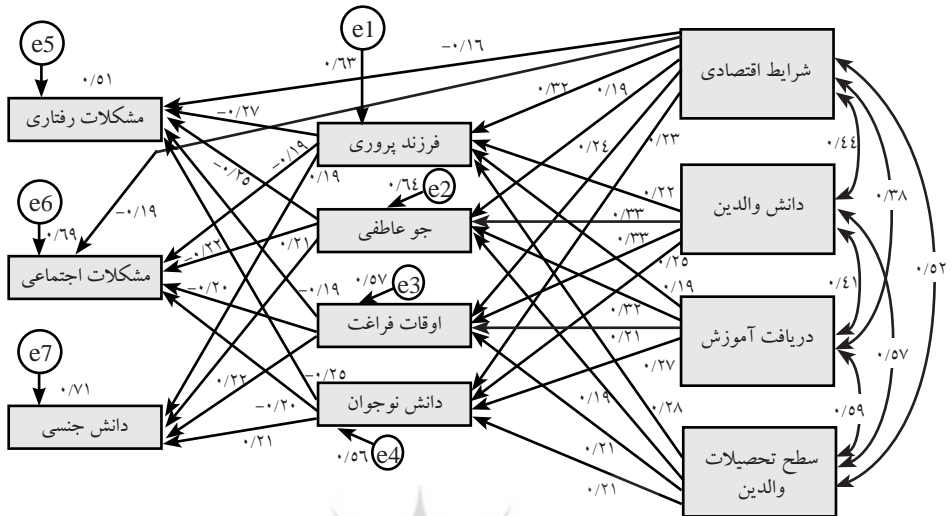 e1
e5
۰/۵۱
۰/۶۳
-۰/۱۶
شرایط اقتصادی
مشکلات رفتاری
-۰/۲۷
۰/۳۲
۰/۱۹
فرزند پروری
-۰/۱۹
۰/۲۴
۰/۲۳
۰/۴۴
-۰/۲۵
۰/۱۹
۰/۶٤
e2
۰/۲۲
دانش والدین
۰/۳۸
e6
-۰/۱۹
جو عاطفی
۰/۳۳
۰/۶۹
۰/۲۱
۰/۳۳
-۰/۲۲
مشکلات اجتماعی
۰/۵۷
e3
۰/۲۵
۰/۵۲
-۰/۲۰
-۰/۱۹
۰/۱۹
۰/۴۱
اوقات فراغت
۰/۳۲
۰/۲۱
دریافت آموزش
e7
۰/۲۷
۰/۵۷
۰/۷۱
۰/۲۲
-۰/۲۵
دانش نوجوان
۰/۱۹
۰/۲۸
۰/۵۹
-۰/۲۰
دانش جنسی
۰/۲۱
۰/۵۶
e4
۰/۲۱
۰/۲۱
سطح تحصیلات
والدین